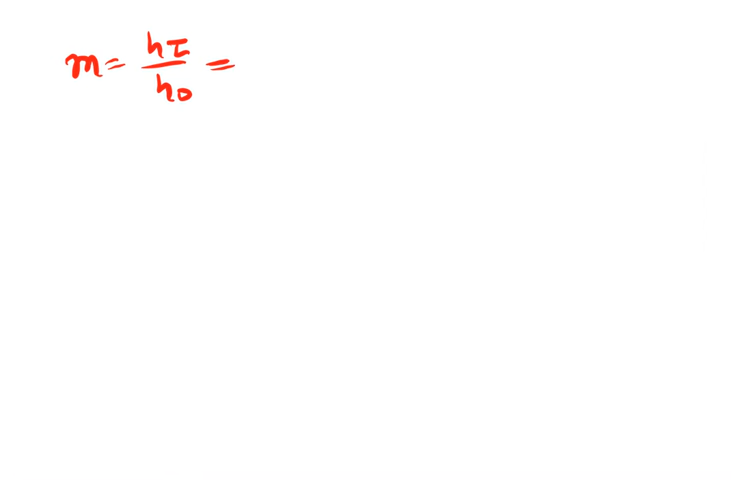 m = hI/ho =